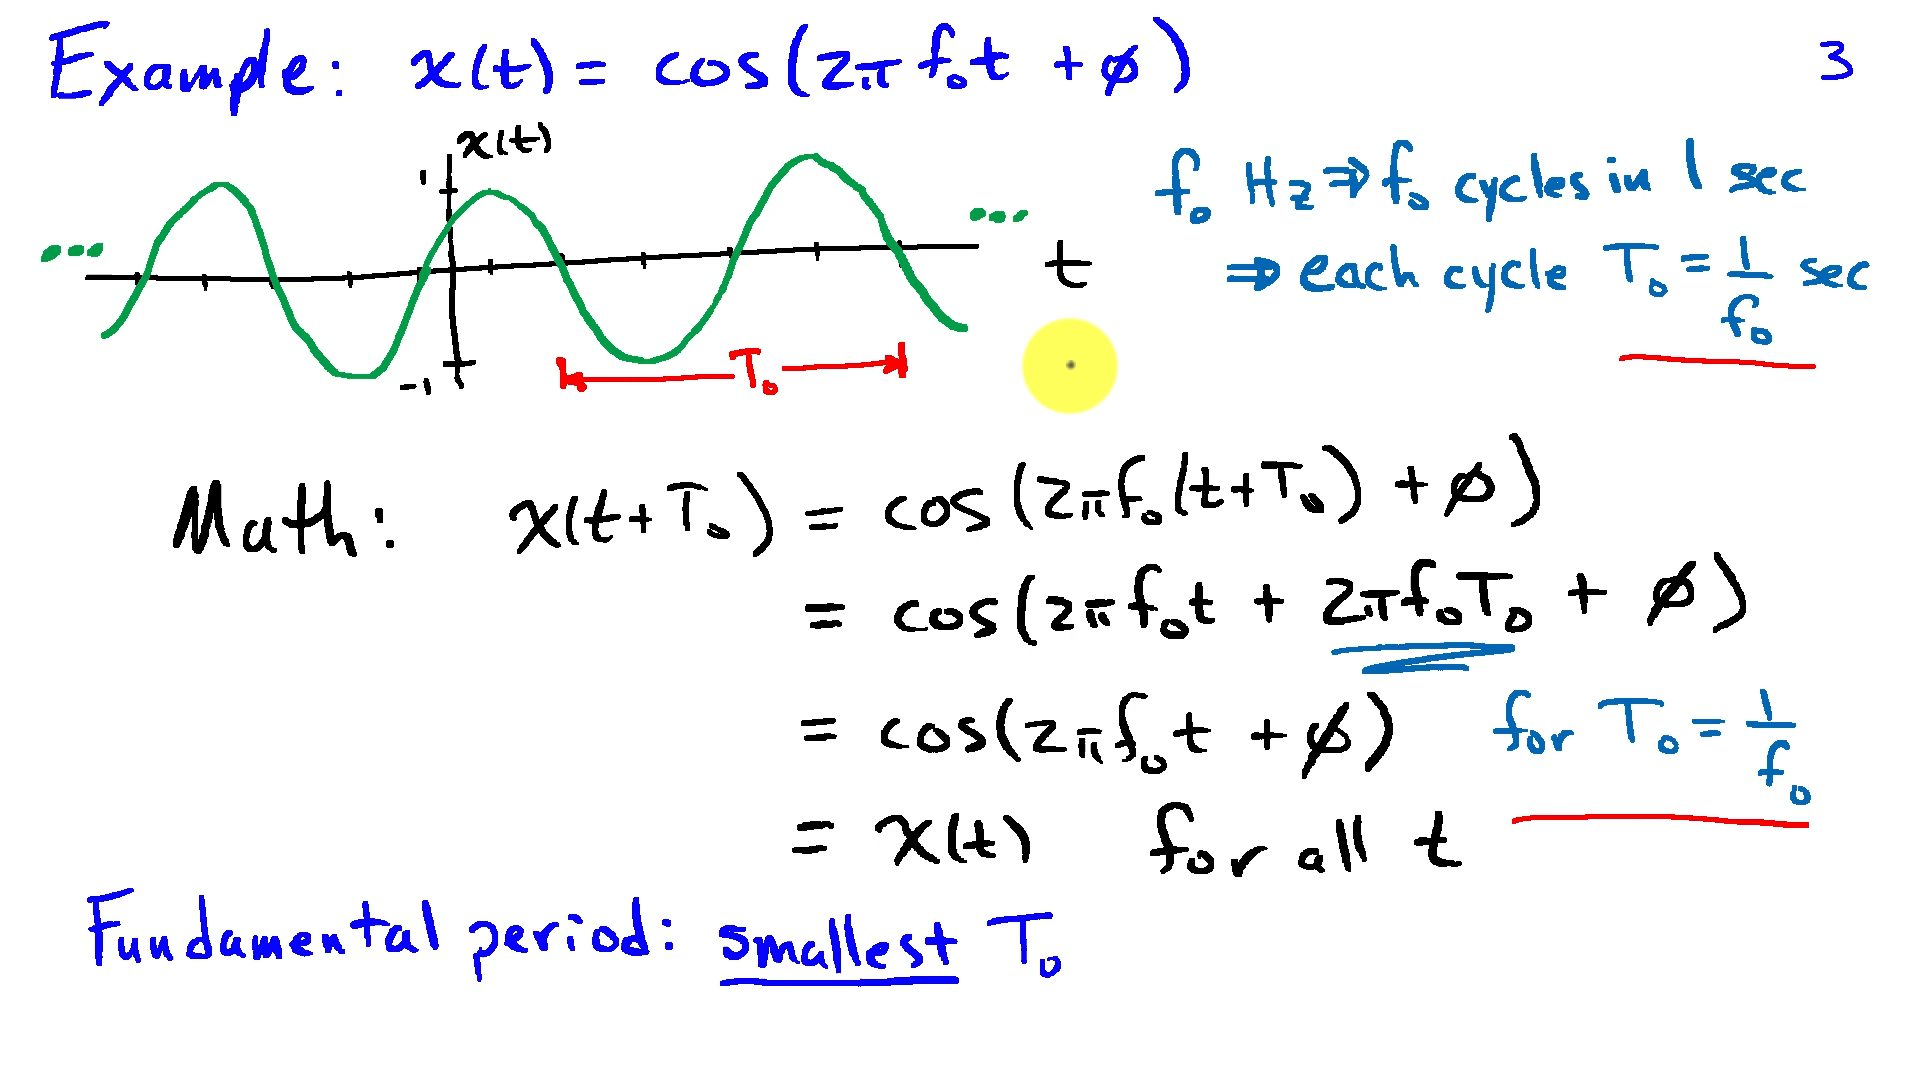 Example: x(t) = cos(2π f₀t + ø)
3
x(t)
1
-1
t
T₀
f₀ Hz ⇒ f₀ cycles in 1 sec
⇒ each cycle T₀ = 1/f₀ sec
Math: x(t+T₀) = cos(2πf₀(t+T₀) + ø)
= cos(2πf₀t + 2πf₀T₀ + ø)
= cos(2πf₀t + ø) for T₀ = 1/f₀
= x(t) for all t
Fundamental period: smallest T₀